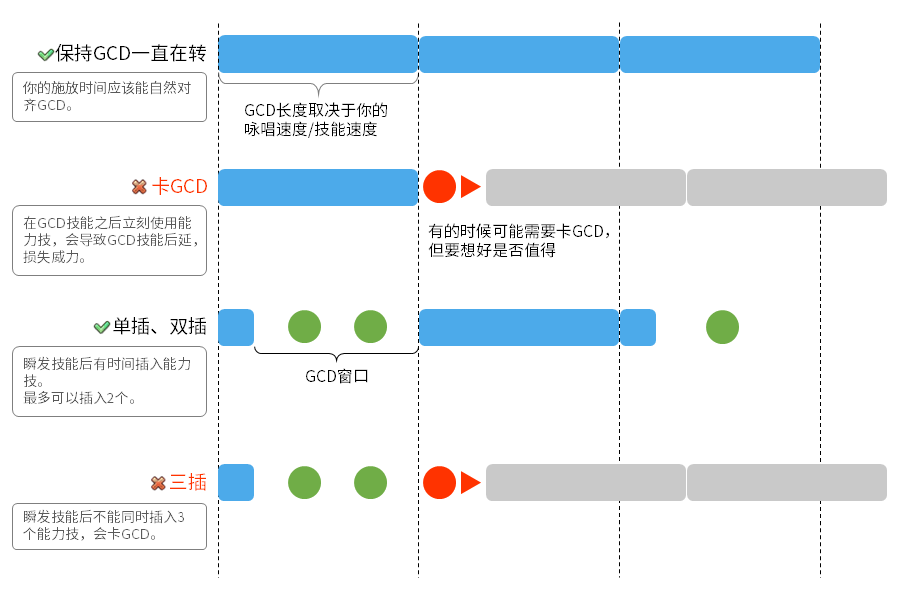 保持GCD一直在转
你的施放时间应该能自然对
齐GCD。
GCD长度取决于你的
咏唱速度/技能速度
卡GCD
在GCD技能之后立刻使用能
力技，会导致GCD技能后延，
损失威力。
有的时候可能需要卡GCD，
但要想好是否值得
单插、双插
瞬发技能后有时间插入能力
技。
最多可以插入2个。
GCD窗口
三插
瞬发技能后不能同时插入3
个能力技，会卡GCD。